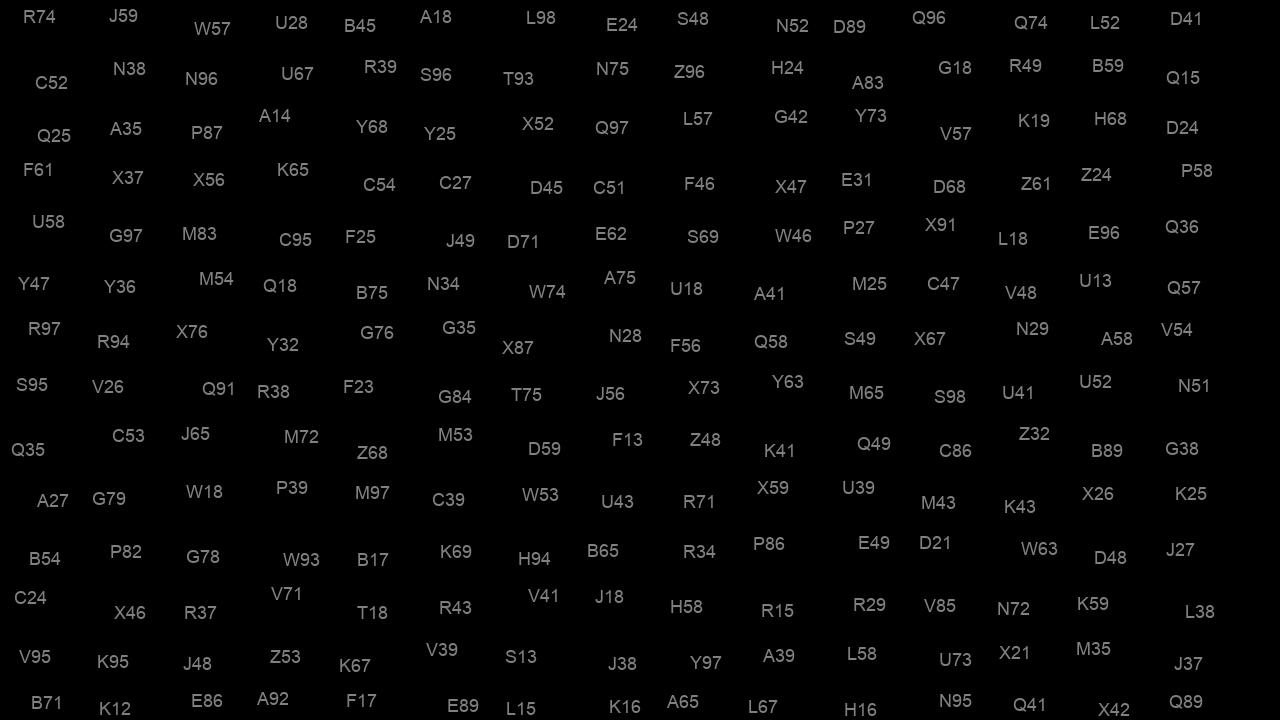 R74 J59 W57 U28 B45 A18 L98 E24 S48 N52 D89 Q96 Q74 L52 D41
C52 N38 N96 U67 R39 S96 T93 N75 Z96 H24 A83 G18 R49 B59 Q15
Q25 A35 P87 A14 Y68 Y25 X52 Q97 L57 G42 Y73 V57 K19 H68 D24
F61 X37 X56 K65 C54 C27 D45 C51 F46 X47 E31 D68 Z61 Z24 P58
U58 G97 M83 C95 F25 J49 D71 E62 S69 W46 P27 X91 L18 E96 Q36
Y47 Y36 M54 Q18 B75 N34 W74 A75 U18 A41 M25 C47 V48 U13 Q57
R97 R94 X76 Y32 G76 G35 X87 N28 F56 Q58 S49 X67 N29 A58 V54
S95 V26 Q91 R38 F23 G84 T75 J56 X73 Y63 M65 S98 U41 U52 N51
Q35 C53 J65 M72 Z68 M53 D59 F13 Z48 K41 Q49 C86 Z32 B89 G38
A27 G79 W18 P39 M97 C39 W53 U43 R71 X59 U39 M43 K43 X26 K25
B54 P82 G78 W93 B17 K69 H94 B65 R34 P86 E49 D21 W63 D48 J27
C24 X46 R37 V71 T18 R43 V41 J18 H58 R15 R29 V85 N72 K59 L38
V95 K95 J48 Z53 K67 V39 S13 J38 Y97 A39 L58 U73 X21 M35 J37
B71 K12 E86 A92 F17 E89 L15 K16 A65 L67 H16 N95 Q41 X42 Q89